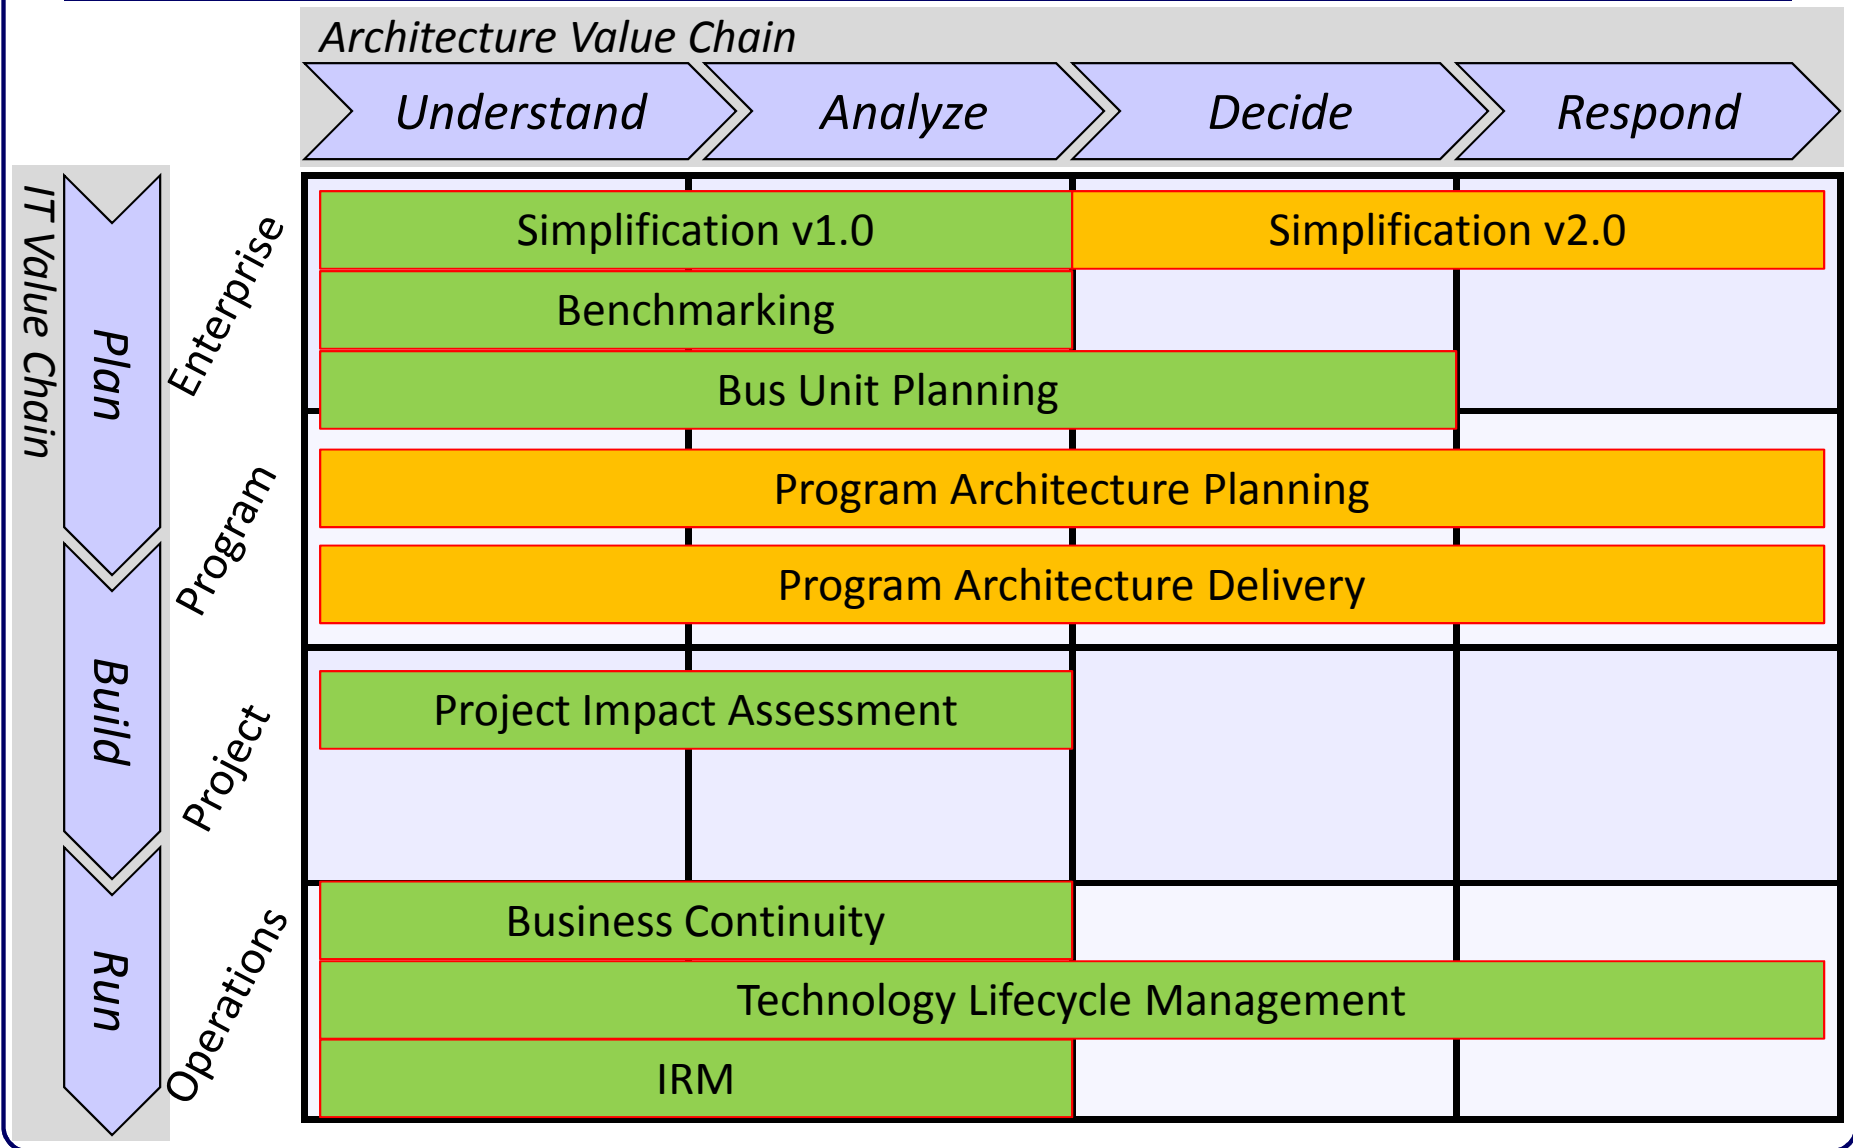 Architecture Value Chain
Understand
Analyze
Decide
Respond
IT Value Chain
Plan
Build
Run
Enterprise
Program
Project
Operations
Simplification v1.0
Simplification v2.0
Benchmarking
Bus Unit Planning
Program Architecture Planning
Program Architecture Delivery
Project Impact Assessment
Business Continuity
Technology Lifecycle Management
IRM